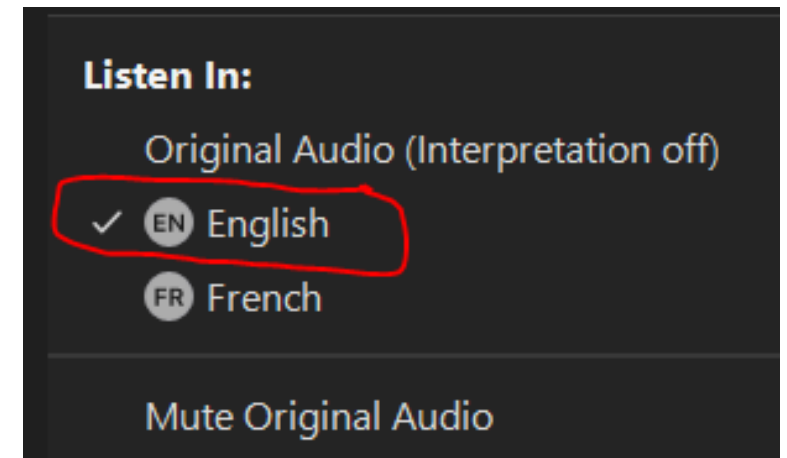 Listen In:
Original Audio (Interpretation off)
EN English
FR French
Mute Original Audio